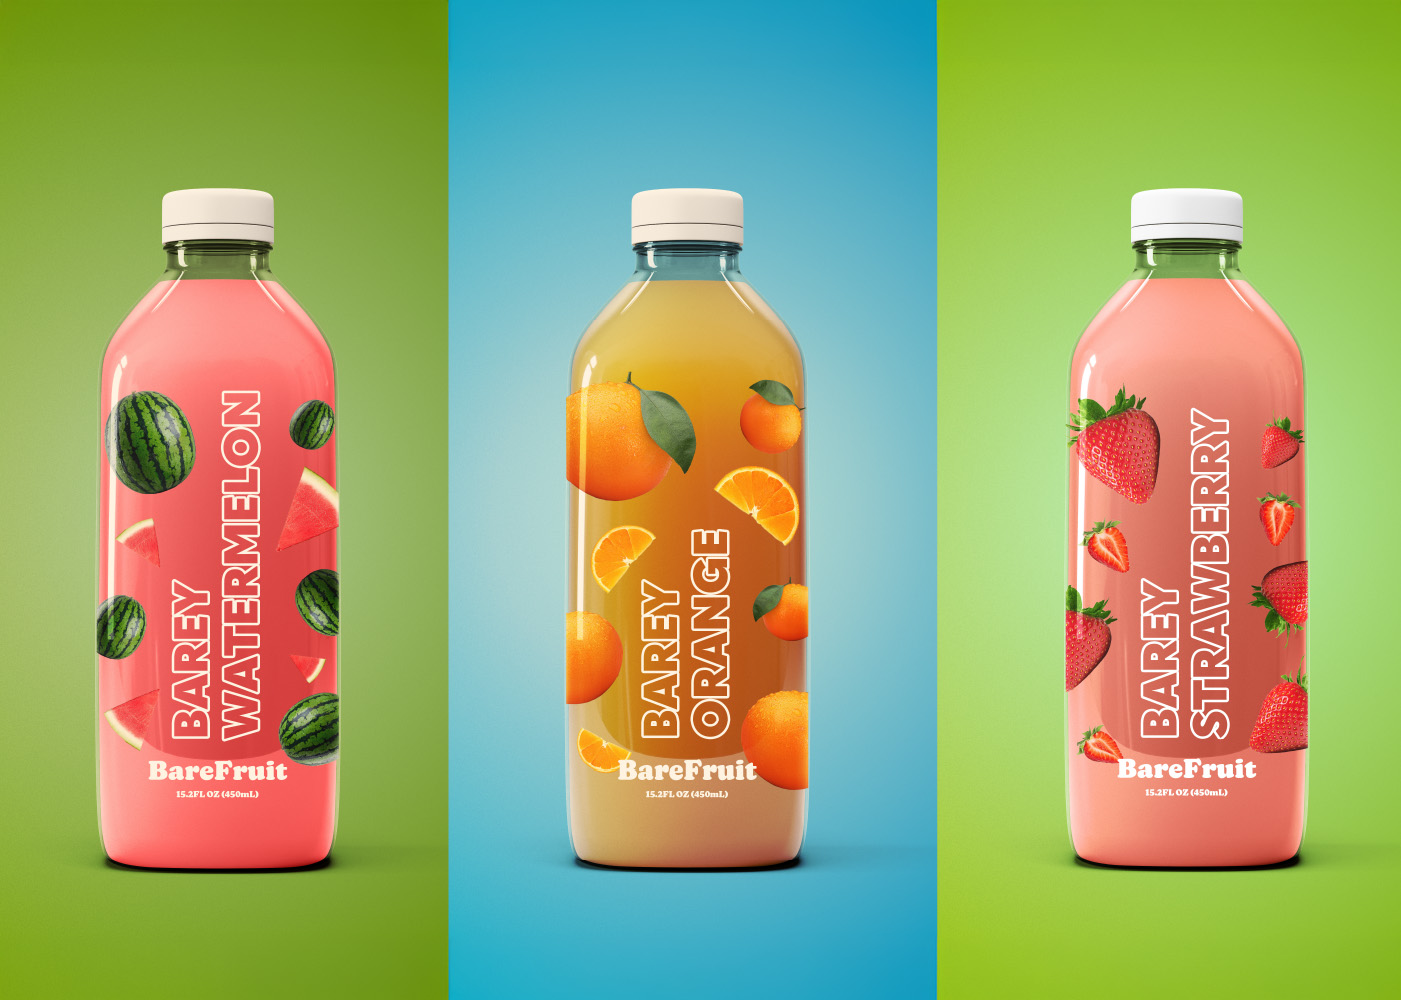 BAREY
WATERMELON
BareFruit
15.2FL OZ (450mL)
BAREY
ORANGE
BareFruit
15.2FL OZ (450mL)
BAREY
STRAWBERRY
BareFruit
15.2FL OZ (450mL)